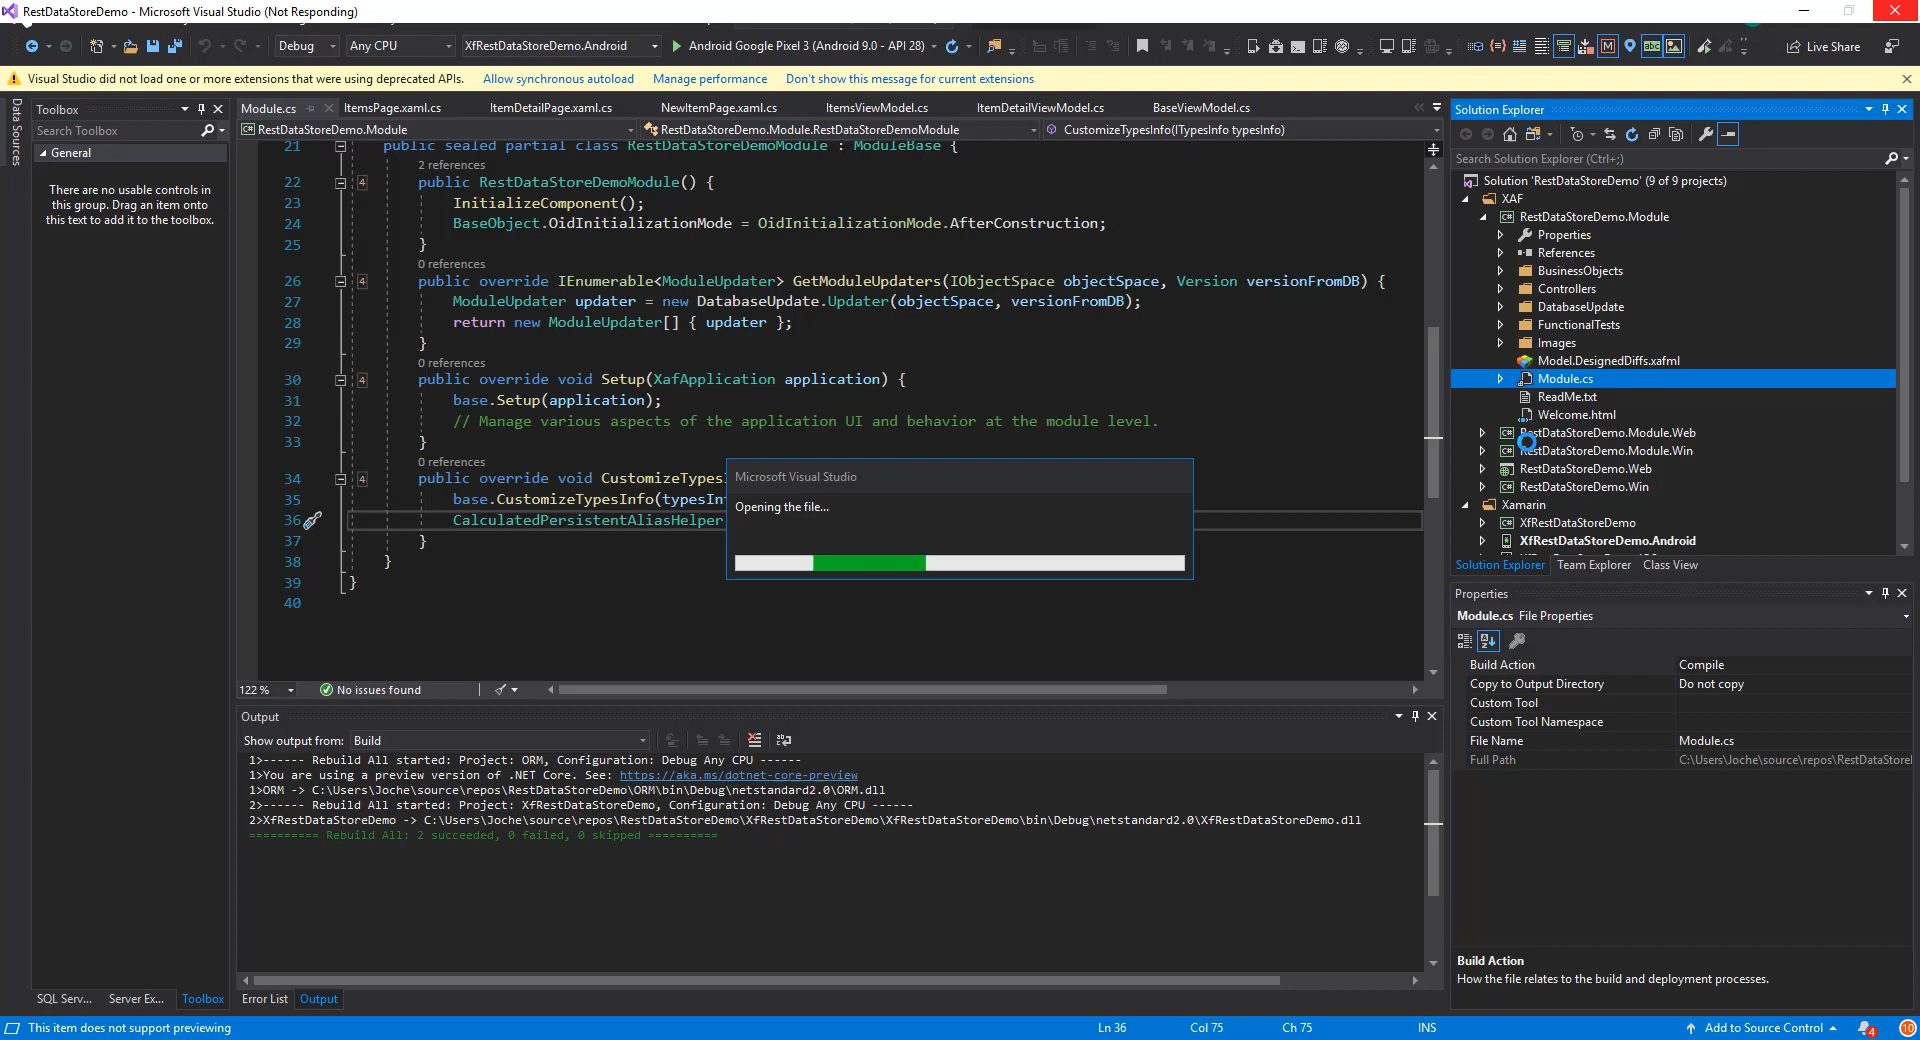 RestDataStoreDemo - Microsoft Visual Studio (Not Responding)
Debug
Any CPU
XfRestDataStoreDemo.Android
Android Google Pixel 3 (Android 9.0 - API 28)
Live Share
Visual Studio did not load one or more extensions that were using deprecated APIs. Allow synchronous autoload Manage performance Don't show this message for current extensions
Data Sources
Toolbox
Search Toolbox
General
There are no usable controls in
this group. Drag an item onto
this text to add it to the toolbox.
SQL Serv... Server Ex... Toolbox
Module.cs ItemsPage.xaml.cs ItemDetailPage.xaml.cs NewItemPage.xaml.cs ItemsViewModel.cs ItemDetailViewModel.cs BaseViewModel.cs
RestDataStoreDemo.Module RestDataStoreDemo.Module.RestDataStoreDemoModule CustomizeTypesInfo(ITypesInfo typesInfo)
21 public sealed partial class RestDataStoreDemoModule : ModuleBase {
2 references
22 4 public RestDataStoreDemoModule() {
23 InitializeComponent();
24 BaseObject.OidInitializationMode = OidInitializationMode.AfterConstruction;
25 }
0 references
26 4 public override IEnumerable<ModuleUpdater> GetModuleUpdaters(IObjectSpace objectSpace, Version versionFromDB) {
27 ModuleUpdater updater = new DatabaseUpdate.Updater(objectSpace, versionFromDB);
28 return new ModuleUpdater[] { updater };
29 }
0 references
30 4 public override void Setup(XafApplication application) {
31 base.Setup(application);
32 // Manage various aspects of the application UI and behavior at the module level.
33 }
0 references
34 4 public override void CustomizeTypesI
35 base.CustomizeTypesInfo(typesIn
36 CalculatedPersistentAliasHelper
37 }
38 }
39 }
40
Microsoft Visual Studio
Opening the file...
122 % No issues found
Output
Show output from: Build
1>------ Rebuild All started: Project: ORM, Configuration: Debug Any CPU ------
1>You are using a preview version of .NET Core. See: https://aka.ms/dotnet-core-preview
1>ORM -> C:\Users\Joche\source\repos\RestDataStoreDemo\ORM\bin\Debug\netstandard2.0\ORM.dll
2>------ Rebuild All started: Project: XfRestDataStoreDemo, Configuration: Debug Any CPU ------
2>XfRestDataStoreDemo -> C:\Users\Joche\source\repos\RestDataStoreDemo\XfRestDataStoreDemo\XfRestDataStoreDemo\bin\Debug\netstandard2.0\XfRestDataStoreDemo.dll
========== Rebuild All: 2 succeeded, 0 failed, 0 skipped ==========
Error List Output
Solution Explorer
Search Solution Explorer (Ctrl+;)
Solution 'RestDataStoreDemo' (9 of 9 projects)
XAF
RestDataStoreDemo.Module
Properties
References
BusinessObjects
Controllers
DatabaseUpdate
FunctionalTests
Images
Model.DesignedDiffs.xafml
Module.cs
ReadMe.txt
Welcome.html
RestDataStoreDemo.Module.Web
RestDataStoreDemo.Module.Win
RestDataStoreDemo.Web
RestDataStoreDemo.Win
Xamarin
XfRestDataStoreDemo
XfRestDataStoreDemo.Android
Solution Explorer Team Explorer Class View
Properties
Module.cs File Properties
Build Action Compile
Copy to Output Directory Do not copy
Custom Tool
Custom Tool Namespace
File Name Module.cs
Full Path C:\Users\Joche\source\repos\RestDataStoreI
Build Action
How the file relates to the build and deployment processes.
This item does not support previewing
Ln 36 Col 75 Ch 75 INS
Add to Source Control 4 10